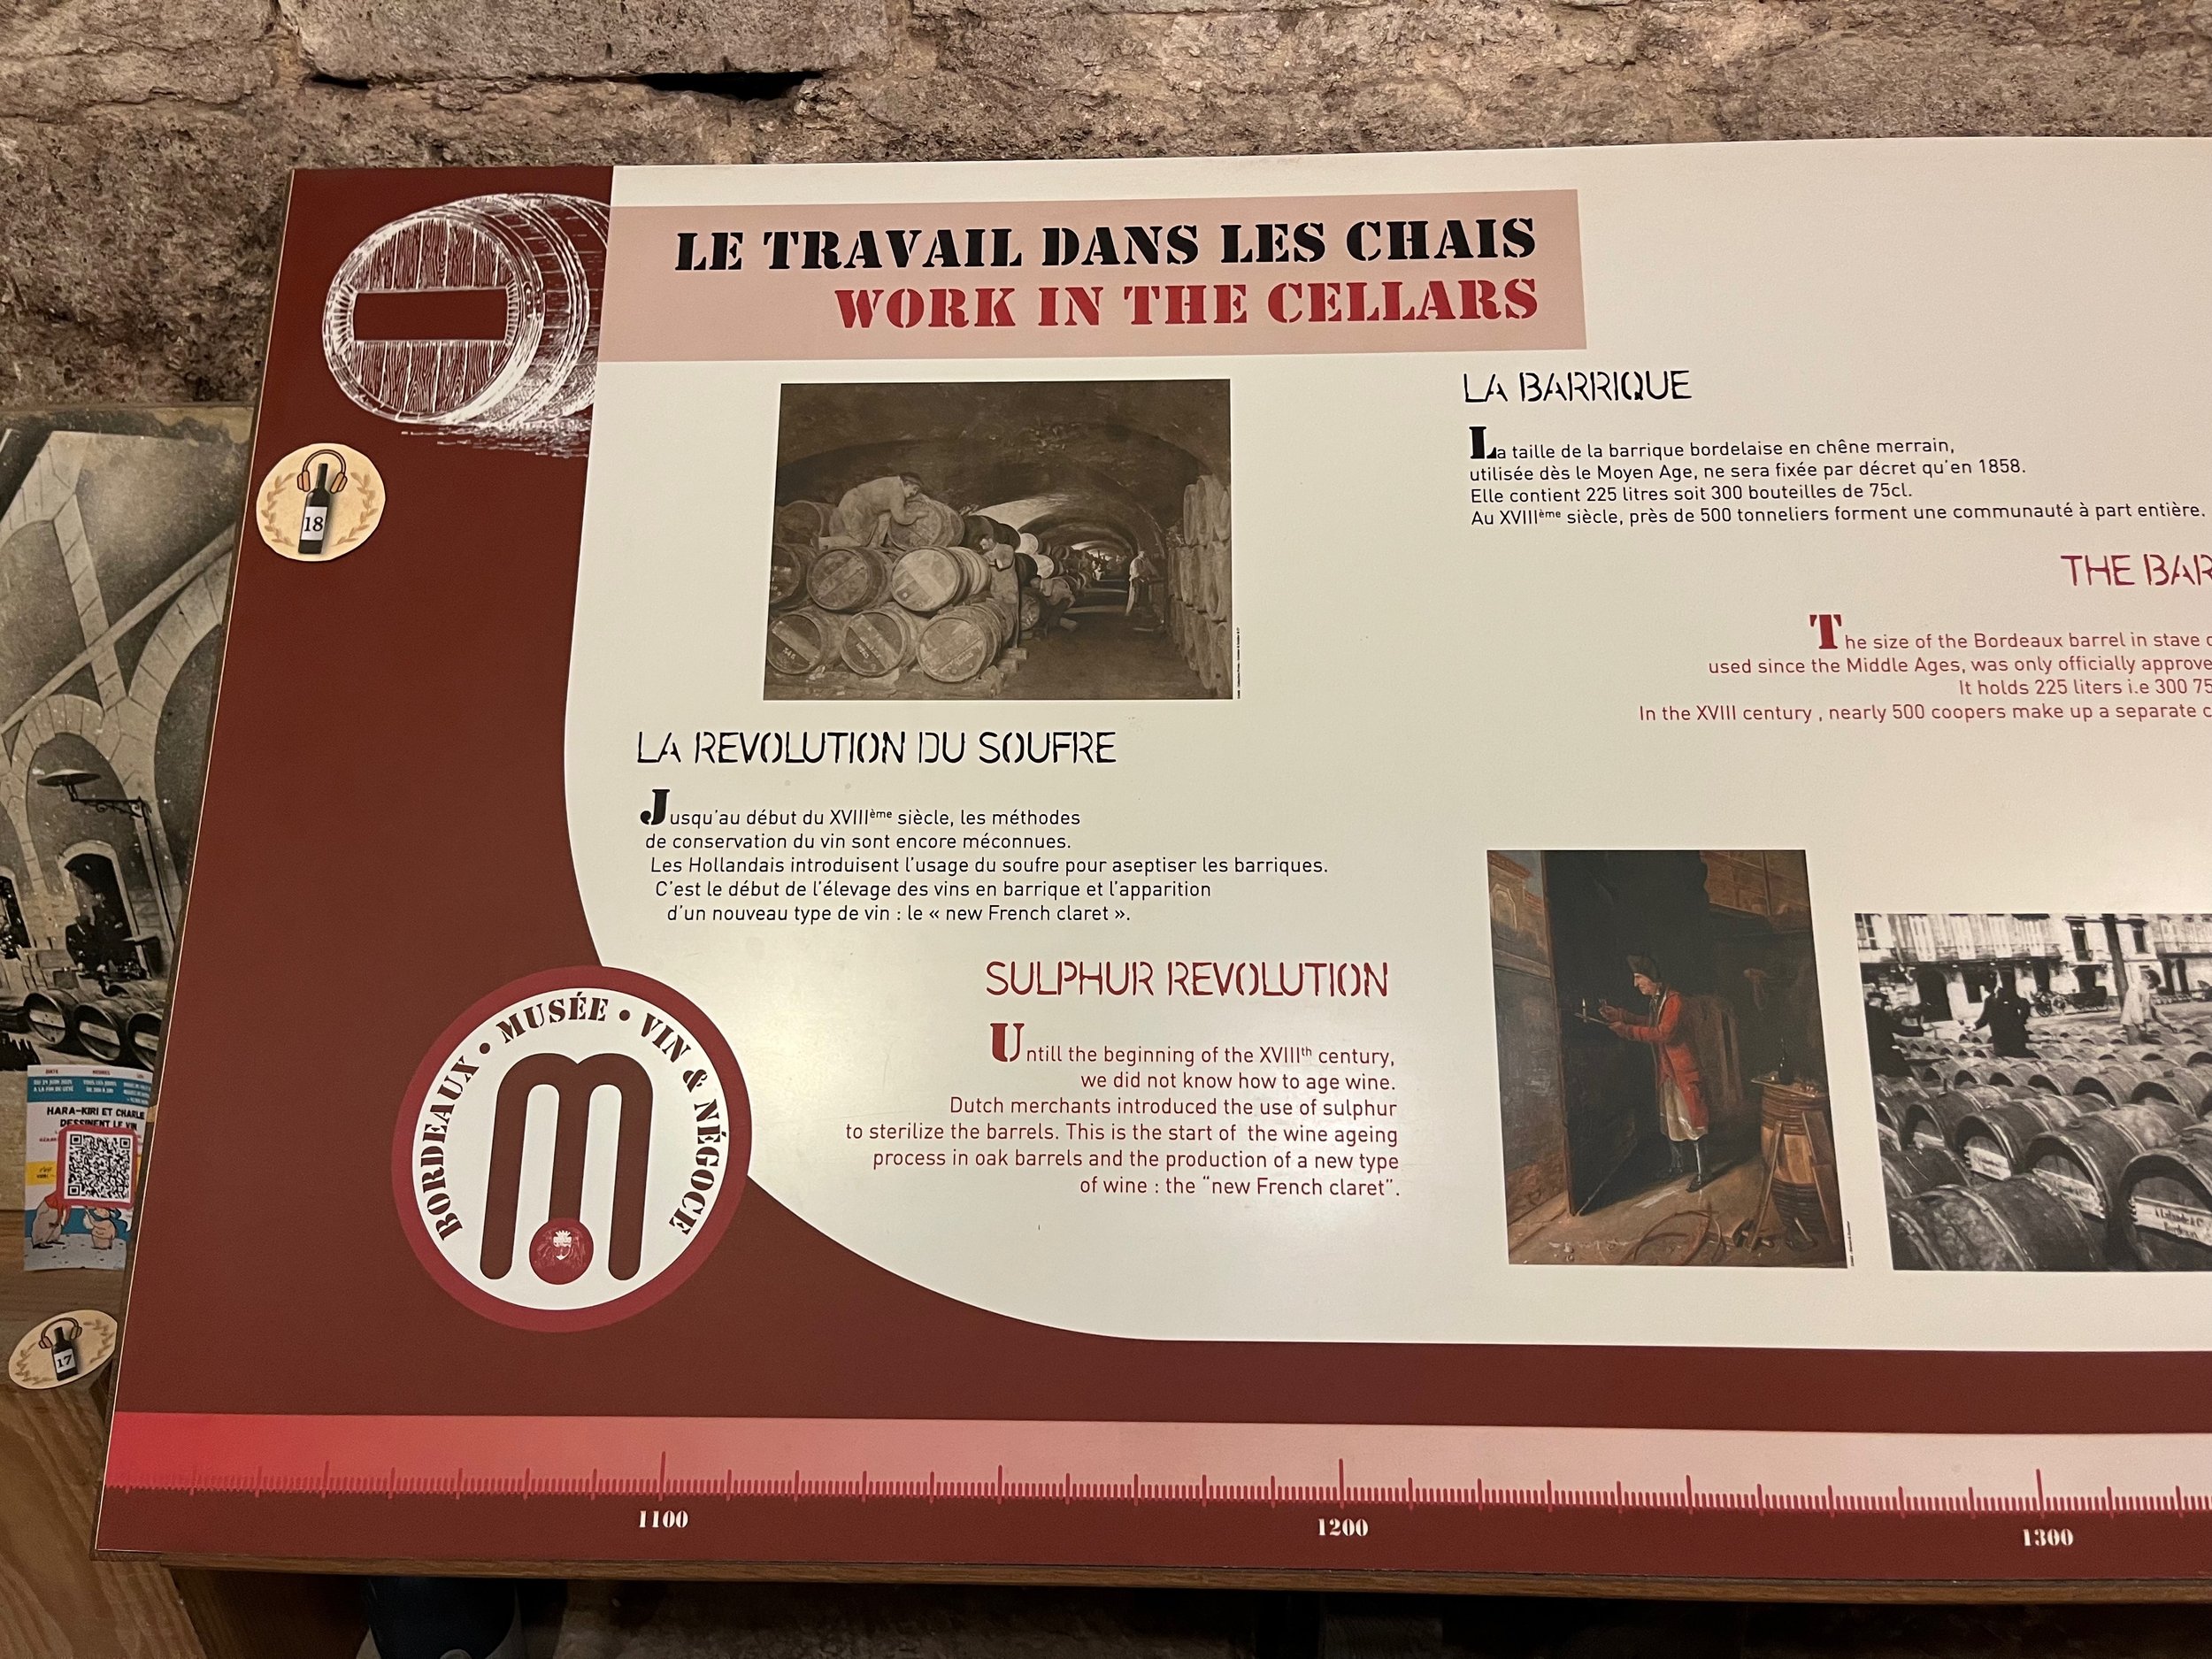 LE TRAVAIL DANS LES CHAIS
WORK IN THE CELLARS
18
LA REVOLUTION DU SOUFRE
Jusqu'au début du XVIIIème siècle, les méthodes
de conservation du vin sont encore méconnues.
Les Hollandais introduisent l'usage du soufre pour aseptiser les barriques.
C'est le début de l'élevage des vins en barrique et l'apparition
d'un nouveau type de vin : le « new French claret ».
SULPHUR REVOLUTION
Untill the beginning of the XVIIIth century,
we did not know how to age wine.
Dutch merchants introduced the use of sulphur
to sterilize the barrels. This is the start of the wine ageing
process in oak barrels and the production of a new type
of wine : the “new French claret”.
LA BARRIQUE
La taille de la barrique bordelaise en chêne merrain,
utilisée dès le Moyen Age, ne sera fixée par décret qu'en 1858.
Elle contient 225 litres soit 300 bouteilles de 75cl.
Au XVIIIème siècle, près de 500 tonneliers forment une communauté à part entière.
THE BAR
The size of the Bordeaux barrel in stave
used since the Middle Ages, was only officially approve
It holds 225 liters i.e 300 75
In the XVIII century , nearly 500 coopers make up a separate
BORDEAUX • MUSÉE • VIN & NÉGOCE
m
HARA-KIRI ET CHARLIE
DESSINENT LE VIN
17
1100
1200
1300